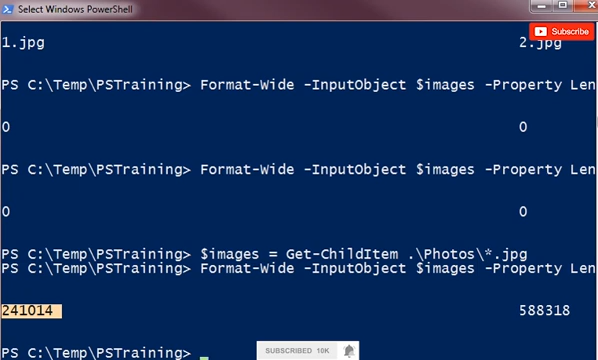 Select Windows PowerShell
Subscribe
1.jpg 2.jpg
PS C:\Temp\PSTraining> Format-Wide -InputObject $images -Property Len
0 0
PS C:\Temp\PSTraining> Format-Wide -InputObject $images -Property Len
0 0
PS C:\Temp\PSTraining> $images = Get-ChildItem .\Photos\*.jpg
PS C:\Temp\PSTraining> Format-Wide -InputObject $images -Property Len
241014 588318
PS C:\Temp\PSTraining>
SUBSCRIBED 10K